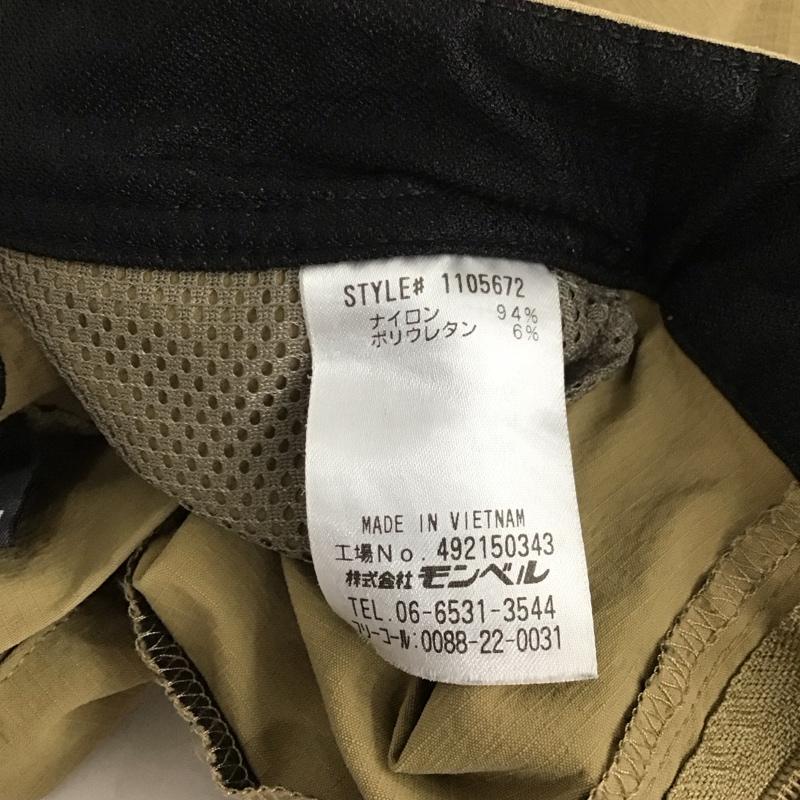 STYLE# 1105672
ナイロン 94%
ポリウレタン 6%
MADE IN VIETNAM
工場No. 492150343
株式会社 モンベル
TEL. 06-6531-3544
フリーコール:0088-22-0031